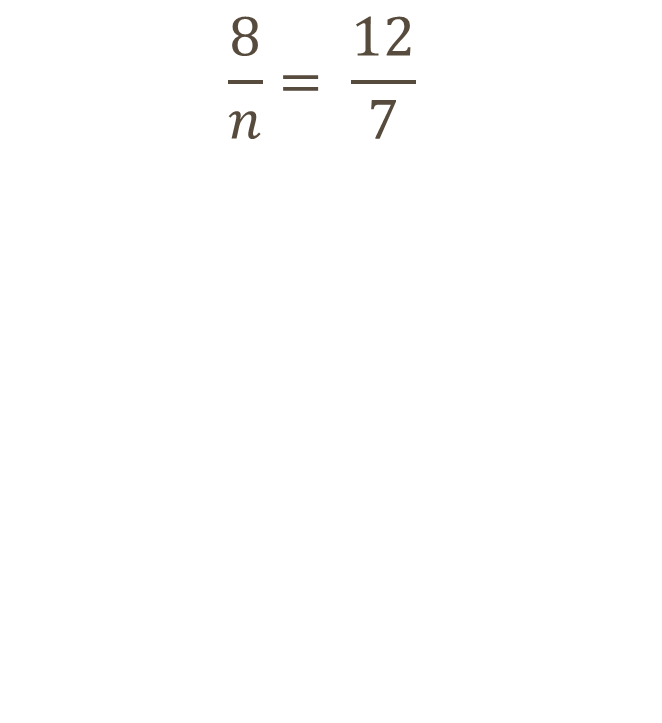 8/n = 12/7